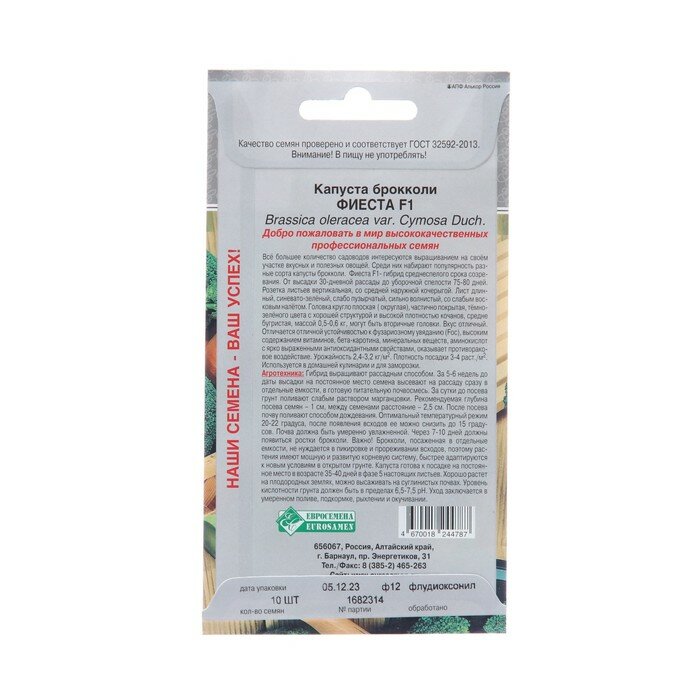 АПФ Алькор Россия
Качество семян проверено и соответствует ГОСТ 32592-2013.
Внимание! В пищу не употреблять!
Капуста брокколи
ФИЕСТА F1
Brassica oleracea var. Cymosa Duch.
Добро пожаловать в мир высококачественных
профессиональных семян
Всё большее количество садоводов интересуются выращиванием на своём
участке вкусных и полезных овощей. Среди них набирают популярность раз-
ные сорта капусты брокколи. Фиеста F1- гибрид среднеспелого срока созре-
вания. От высадки 30-дневной рассады до уборочной спелости 75-80 дней.
Розетка листьев вертикальная, со средней наружной кочерыгой. Лист длин-
ный, синевато-зелёный, слабо пузырчатый, сильно волнистый, со слабым вос-
ковым налётом. Головка кругло плоская ( округлая), частично покрытая, тёмно-
зелёного цвета с хорошей структурой и высокой плотностью кочанов, средне
бугристая, массой 0,5-0,6 кг, могут быть вторичные головки. Вкус отличный.
Отличается отличной устойчивостью к фузариозному увяданию (Foc), высоким
содержанием витаминов, бета-каротина, минеральных веществ, аминокислот
с ярко выраженными антиоксидантными свойствами, оказывает противорако-
вое воздействие. Урожайность 2,4-3,2 кг/м². Плотность посадки 3-4 раст./м².
Используется в домашней кулинарии и для заморозки.
Агротехника: Гибрид выращивают рассадным способом. За 5-6 недель до
даты высадки на постоянное место семена высевают на рассаду сразу в
отдельные емкости, в готовую питательную почвосмесь. За сутки до посева
грунт поливают слабым раствором марганцовки. Рекомендуемая глубина
посева семян – 1 см, между семенами расстояние – 2,5 см. После посева
почву поливают способом дождевания. Оптимальный температурный режим
20-22 градуса, после появления всходов ее можно снизить до 15 граду-
сов. Почва должна быть умеренно увлажненной. Через 7-10 дней должны
появиться ростки брокколи. Важно! Брокколи, посаженная в отдельные
емкости, не нуждается в пикировке и прореживании всходов, поэтому расте-
ния имеют мощную и развитую корневую систему, быстрее адаптируются
к новым условиям в открытом грунте. Капуста готова к посадке на постоян-
ное место в возрасте 35-40 дней в фазе 5 настоящих листьев. Хорошо растет
на плодородных землях, можно высаживать на суглинистых почвах. Уровень
кислотности грунта должен быть в пределах 6,5-7,5 pH. Уход заключается в
умеренном поливе, подкормке, рыхлении и окучивании.
НАШИ СЕМЕНА - ВАШ УСПЕХ!
ЕВРОСЕМЕНА
EUROSAMEN
4 670018 244787
656067, Россия, Алтайский край,
г. Барнаул, пр. Энергетиков, 31
Тел./Факс: 8 (385-2) 465-263
дата упаковки 05.12.23 ф12 флудиоксонил
10 ШТ 1682314
кол-во семян № партии обработано